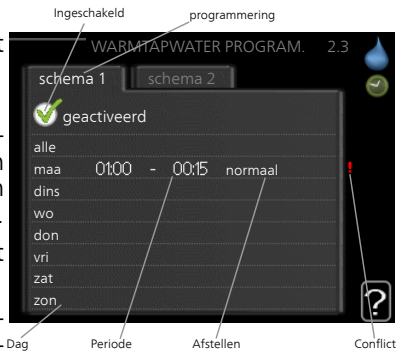 Ingeschakeld
programmering
WARMTAPWATER PROGRAM. 2.3
schema 1 schema 2
geactiveerd
alle
maa 01:00 - 00:15 normaal !
dins
wo
don
vri
zat
zon
?
Dag Periode Afstellen Conflict